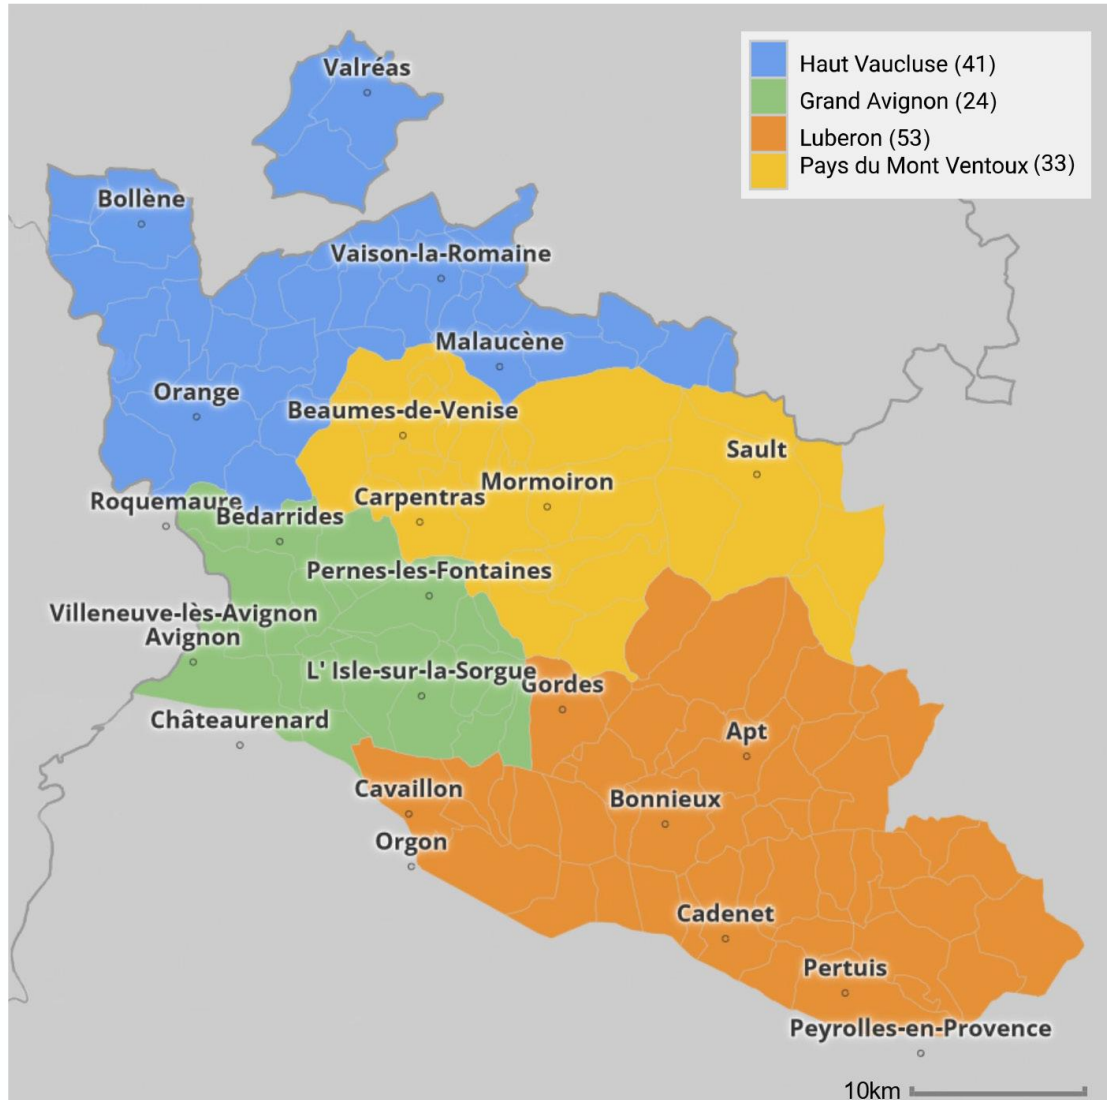 Valréas
Haut Vaucluse (41)
Grand Avignon (24)
Luberon (53)
Pays du Mont Ventoux (33)
Bollène
Vaison-la-Romaine
Malaucène
Orange
Beaumes-de-Venise
Sault
Mormoiron
Carpentras
Roquemaure
Bédarrides
Pernes-les-Fontaines
Villeneuve-lès-Avignon
Avignon
L' Isle-sur-la-Sorgue
Gordes
Châteaurenard
Apt
Cavaillon
Bonnieux
Orgon
Cadenet
Pertuis
Peyrolles-en-Provence
10km